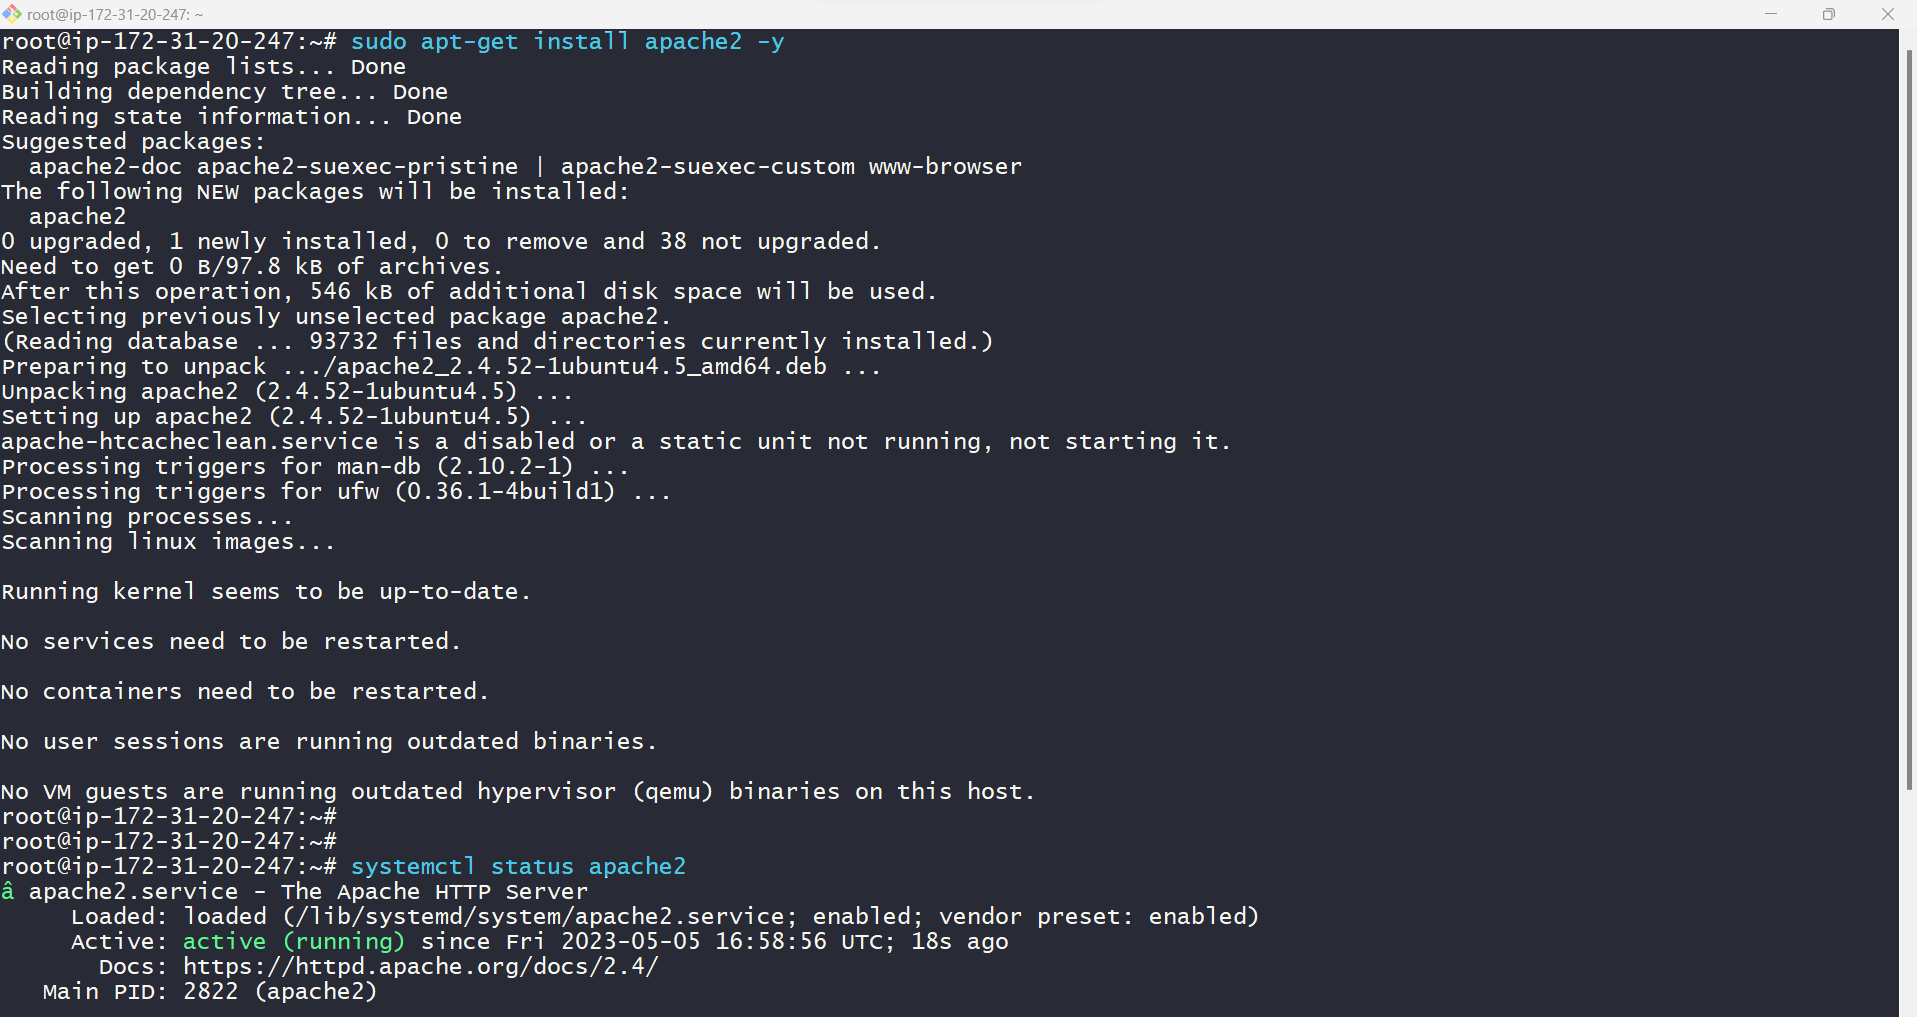 root@ip-172-31-20-247: ~
root@ip-172-31-20-247:~# sudo apt-get install apache2 -y
Reading package lists... Done
Building dependency tree... Done
Reading state information... Done
Suggested packages:
  apache2-doc apache2-suexec-pristine | apache2-suexec-custom www-browser
The following NEW packages will be installed:
  apache2
0 upgraded, 1 newly installed, 0 to remove and 38 not upgraded.
Need to get 0 B/97.8 kB of archives.
After this operation, 546 kB of additional disk space will be used.
Selecting previously unselected package apache2.
(Reading database ... 93732 files and directories currently installed.)
Preparing to unpack .../apache2_2.4.52-1ubuntu4.5_amd64.deb ...
Unpacking apache2 (2.4.52-1ubuntu4.5) ...
Setting up apache2 (2.4.52-1ubuntu4.5) ...
apache-htcacheclean.service is a disabled or a static unit not running, not starting it.
Processing triggers for man-db (2.10.2-1) ...
Processing triggers for ufw (0.36.1-4build1) ...
Scanning processes...
Scanning linux images...
Running kernel seems to be up-to-date.
No services need to be restarted.
No containers need to be restarted.
No user sessions are running outdated binaries.
No VM guests are running outdated hypervisor (qemu) binaries on this host.
root@ip-172-31-20-247:~#
root@ip-172-31-20-247:~#
root@ip-172-31-20-247:~# systemctl status apache2
â apache2.service - The Apache HTTP Server
     Loaded: loaded (/lib/systemd/system/apache2.service; enabled; vendor preset: enabled)
     Active: active (running) since Fri 2023-05-05 16:58:56 UTC; 18s ago
       Docs: https://httpd.apache.org/docs/2.4/
   Main PID: 2822 (apache2)